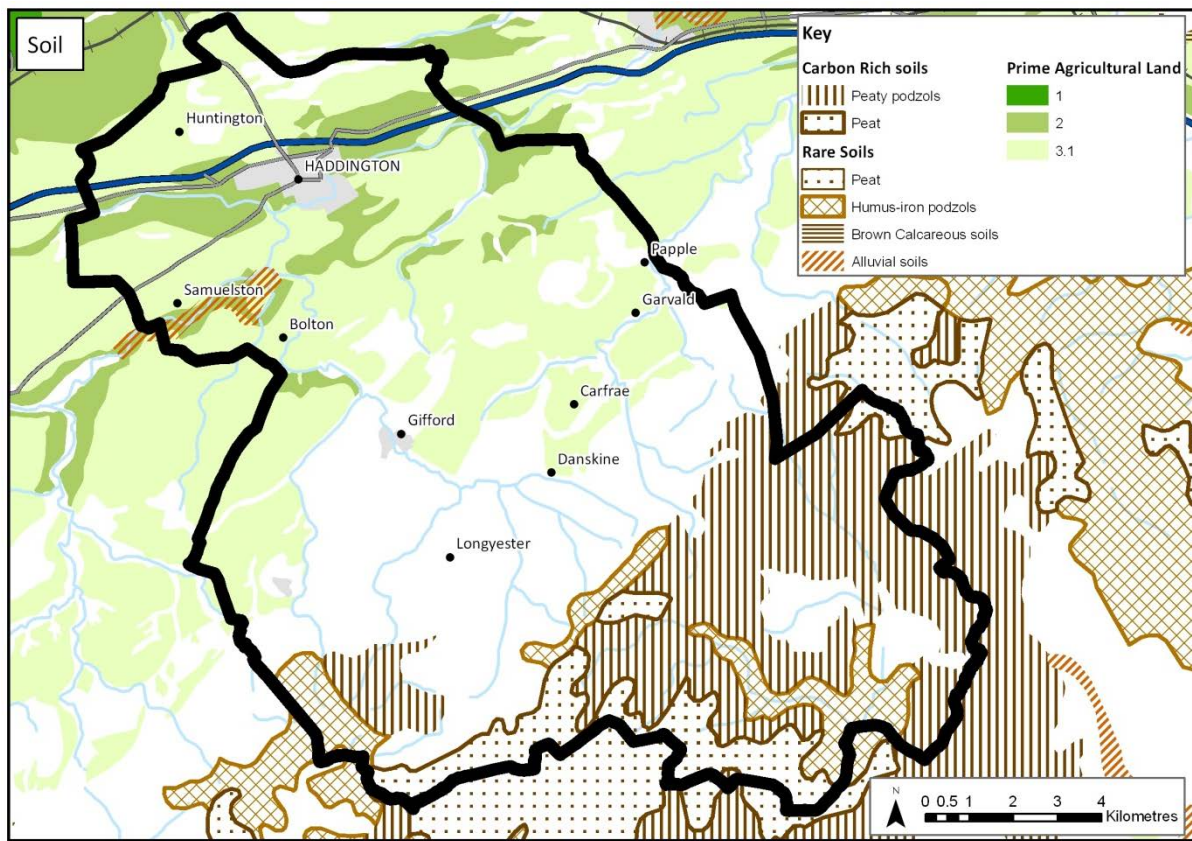 Soil
Key
Carbon Rich soils
Peaty podzols
Peat
Rare Soils
Peat
Humus-iron podzols
Brown Calcareous soils
Alluvial soils
Prime Agricultural Land
1
2
3.1
Huntington
HADDINGTON
Papple
Samuelston
Garvald
Bolton
Carfrae
Gifford
Danskine
Longyester
N
0 0.5 1 2 3 4
Kilometres